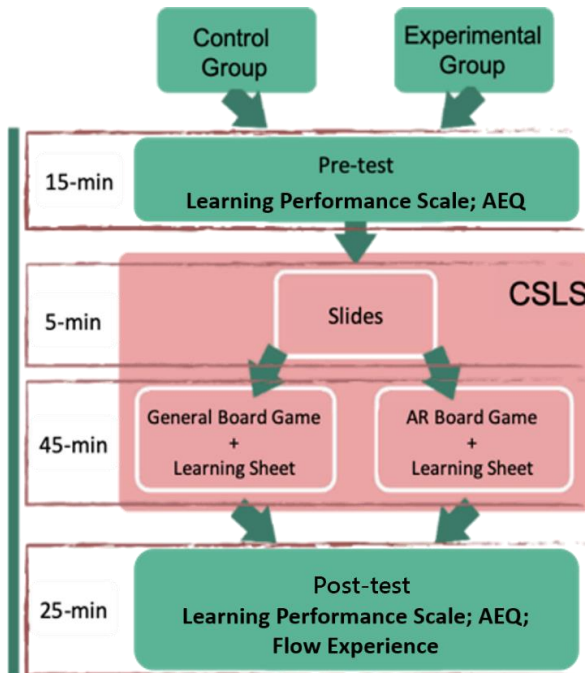 Control
Group
Experimental
Group
15-min
Pre-test
Learning Performance Scale; AEQ
CSLS
5-min
Slides
45-min
General Board Game
+
Learning Sheet
AR Board Game
+
Learning Sheet
25-min
Post-test
Learning Performance Scale; AEQ;
Flow Experience